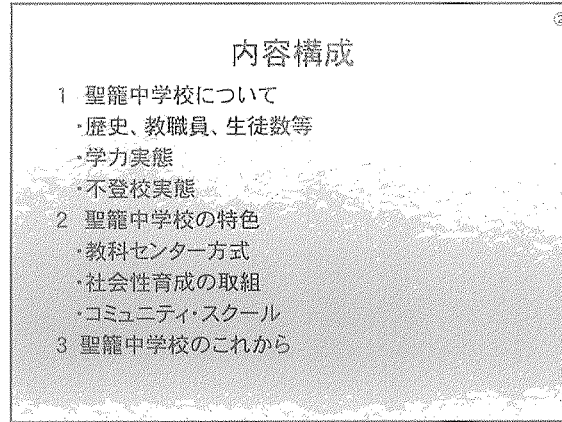 ②
内容構成
1 聖籠中学校について
・歴史、教職員、生徒数等
・学力実態
・不登校実態
2 聖籠中学校の特色
・教科センター方式
・社会性育成の取組
・コミュニティ・スクール
3 聖籠中学校のこれから